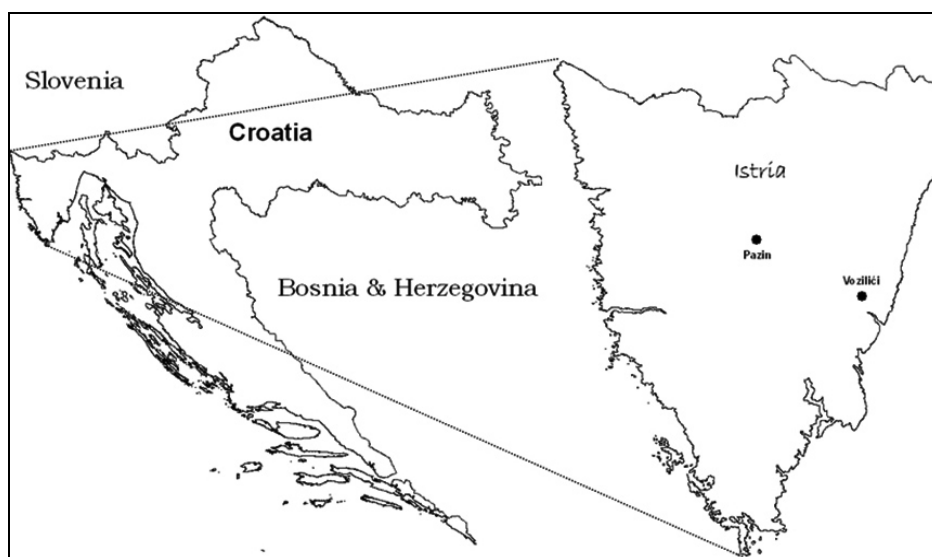 Slovenia
Croatia
Istria
Pazin
Vozilići
Bosnia & Herzegovina